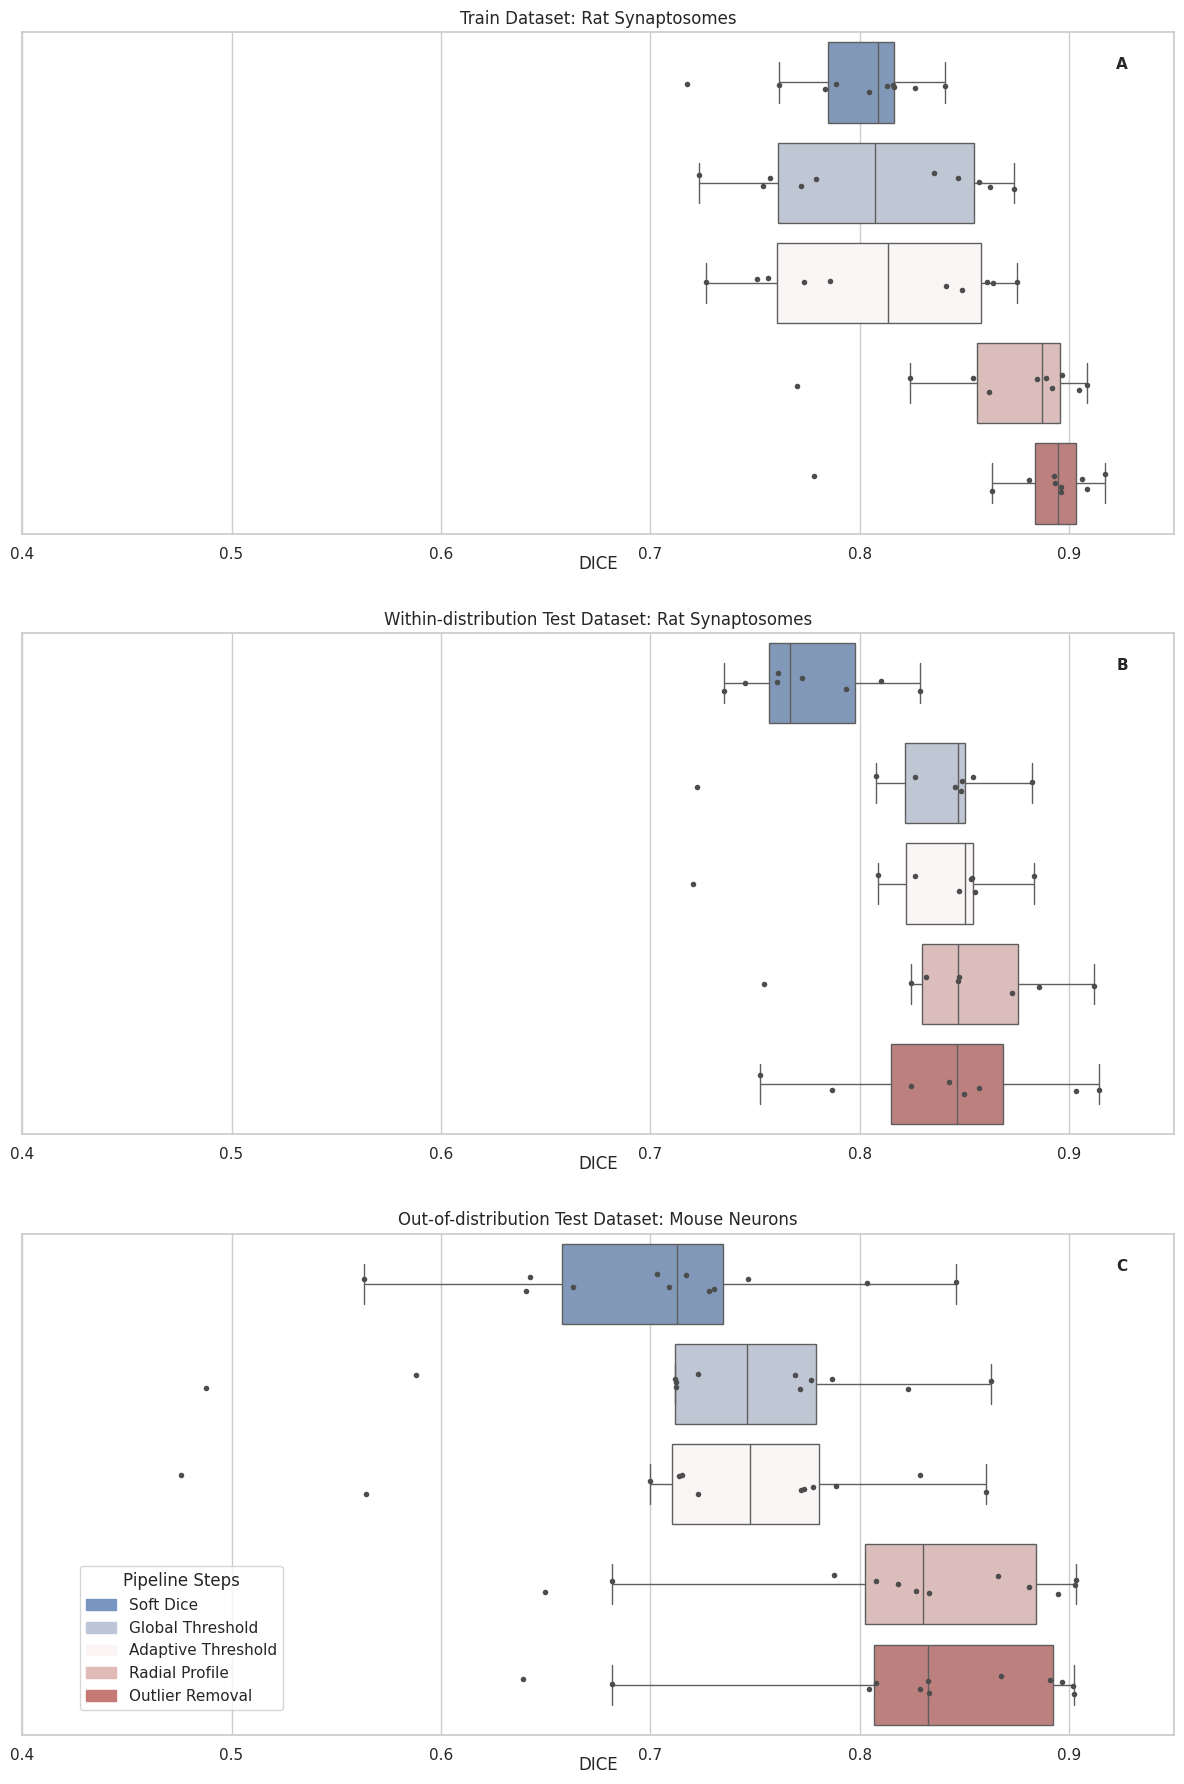 Train Dataset: Rat Synaptosomes
A
0.4 0.5 0.6 0.7 0.8 0.9
DICE
Within-distribution Test Dataset: Rat Synaptosomes
B
0.4 0.5 0.6 0.7 0.8 0.9
DICE
Out-of-distribution Test Dataset: Mouse Neurons
C
Pipeline Steps
Soft Dice
Global Threshold
Adaptive Threshold
Radial Profile
Outlier Removal
0.4 0.5 0.6 0.7 0.8 0.9
DICE